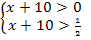 {x + 10 > 0
x + 10 > 1/2